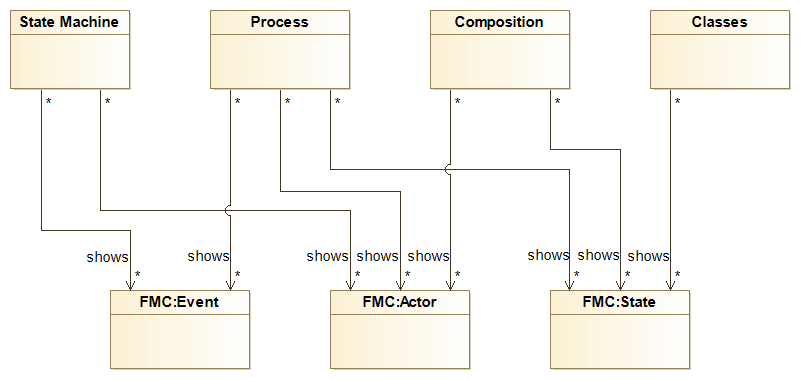 State Machine
Process
Composition
Classes
* * * * * * * *
shows shows shows shows shows shows shows shows
* * * * * * * *
FMC:Event
FMC:Actor
FMC:State